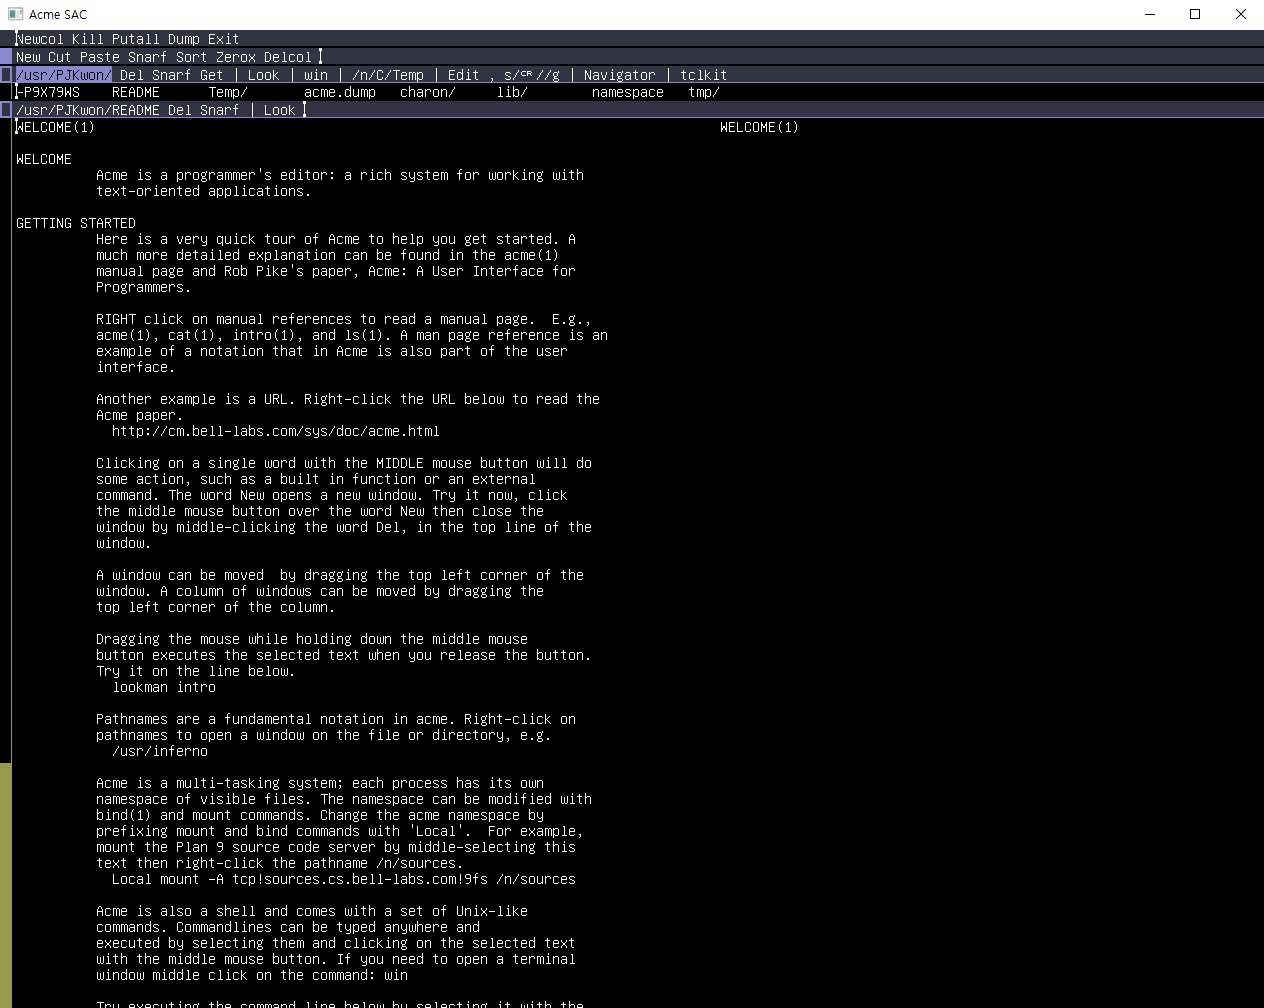 Acme SAC
Newcol Kill Putall Dump Exit
New Cut Paste Snarf Sort Zerox Delcol
/usr/PJKwon/ Del Snarf Get | Look | win | /n/C/Temp | Edit , s/␍//g | Navigator | tclkit
-P9X79WS README Temp/ acme.dump charon/ lib/ namespace tmp/
/usr/PJKwon/README Del Snarf | Look
WELCOME(1) WELCOME(1)
WELCOME
Acme is a programmer's editor: a rich system for working with
text-oriented applications.
GETTING STARTED
Here is a very quick tour of Acme to help you get started. A
much more detailed explanation can be found in the acme(1)
manual page and Rob Pike's paper, Acme: A User Interface for
Programmers.
RIGHT click on manual references to read a manual page.  E.g.,
acme(1), cat(1), intro(1), and ls(1). A man page reference is an
example of a notation that in Acme is also part of the user
interface.
Another example is a URL. Right-click the URL below to read the
Acme paper.
http://cm.bell-labs.com/sys/doc/acme.html
Clicking on a single word with the MIDDLE mouse button will do
some action, such as a built in function or an external
command. The word New opens a new window. Try it now, click
the middle mouse button over the word New then close the
window by middle-clicking the word Del, in the top line of the
window.
A window can be moved  by dragging the top left corner of the
window. A column of windows can be moved by dragging the
top left corner of the column.
Dragging the mouse while holding down the middle mouse
button executes the selected text when you release the button.
Try it on the line below.
lookman intro
Pathnames are a fundamental notation in acme. Right-click on
pathnames to open a window on the file or directory, e.g.
/usr/inferno
Acme is a multi-tasking system; each process has its own
namespace of visible files. The namespace can be modified with
bind(1) and mount commands. Change the acme namespace by
prefixing mount and bind commands with 'Local'.  For example,
mount the Plan 9 source code server by middle-selecting this
text then right-click the pathname /n/sources.
Local mount -A tcp!sources.cs.bell-labs.com!9fs /n/sources
Acme is also a shell and comes with a set of Unix-like
commands. Commandlines can be typed anywhere and
executed by selecting them and clicking on the selected text
with the middle mouse button. If you need to open a terminal
window middle click on the command: win
Try executing the command line below by selecting it with the